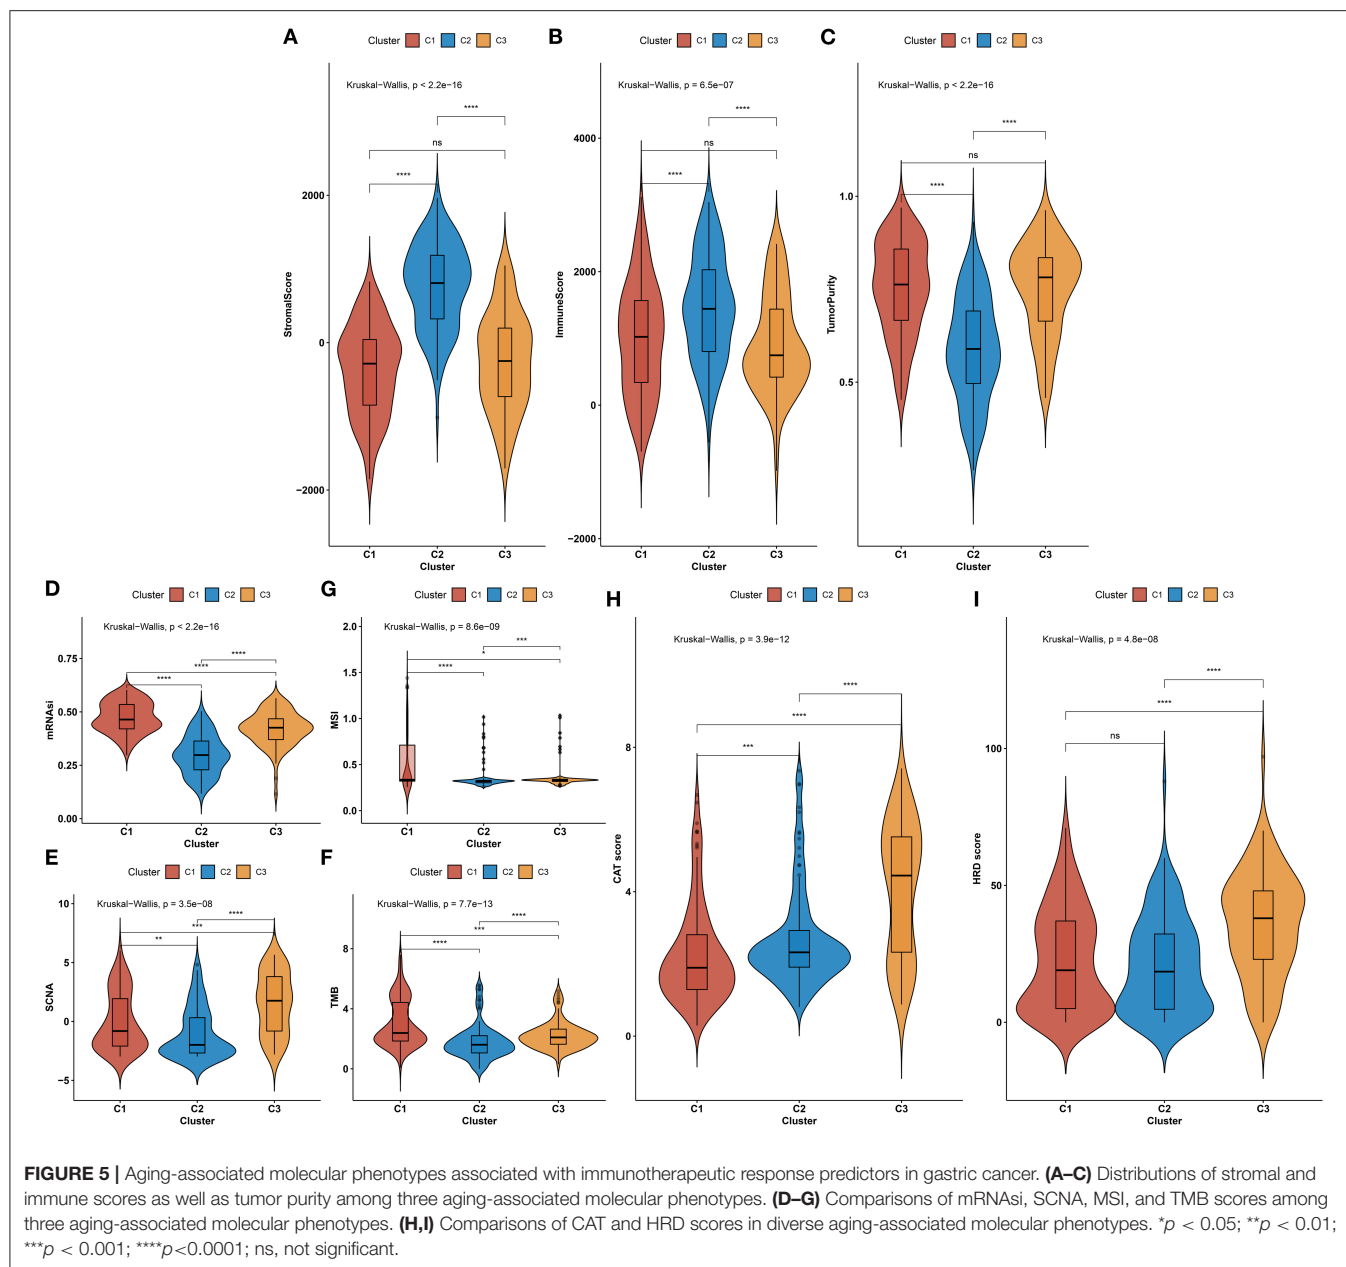 A
Cluster C1 C2 C3
Kruskal−Wallis, p < 2.2e−16
****
ns
****
2000
0
−2000
StromalScore
C1 C2 C3
Cluster
B
Cluster C1 C2 C3
Kruskal−Wallis, p = 6.5e−07
****
ns
****
4000
2000
0
−2000
ImmuneScore
C1 C2 C3
Cluster
C
Cluster C1 C2 C3
Kruskal−Wallis, p < 2.2e−16
****
ns
****
1.0
0.5
TumorPurity
C1 C2 C3
Cluster
D
Cluster C1 C2 C3
Kruskal−Wallis, p < 2.2e−16
****
****
****
0.75
0.50
0.25
0.00
mRNAsi
C1 C2 C3
Cluster
G
Cluster C1 C2 C3
Kruskal−Wallis, p = 8.6e−09
***
*
****
2.0
1.5
1.0
0.5
0.0
MSI
C1 C2 C3
Cluster
E
Cluster C1 C2 C3
Kruskal−Wallis, p = 3.5e−08
****
***
**
10
5
0
−5
SCNA
C1 C2 C3
Cluster
F
Cluster C1 C2 C3
Kruskal−Wallis, p = 7.7e−13
****
***
****
8
4
0
TMB
C1 C2 C3
Cluster
H
Cluster C1 C2 C3
Kruskal−Wallis, p = 3.9e−12
****
****
***
8
4
0
CAT score
C1 C2 C3
Cluster
I
Cluster C1 C2 C3
Kruskal−Wallis, p = 4.8e−08
****
****
ns
100
50
0
HRD score
C1 C2 C3
Cluster
FIGURE 5 | Aging-associated molecular phenotypes associated with immunotherapeutic response predictors in gastric cancer. (A–C) Distributions of stromal and
immune scores as well as tumor purity among three aging-associated molecular phenotypes. (D–G) Comparisons of mRNAsi, SCNA, MSI, and TMB scores among
three aging-associated molecular phenotypes. (H,I) Comparisons of CAT and HRD scores in diverse aging-associated molecular phenotypes. *p < 0.05; **p < 0.01;
***p < 0.001; ****p<0.0001; ns, not significant.